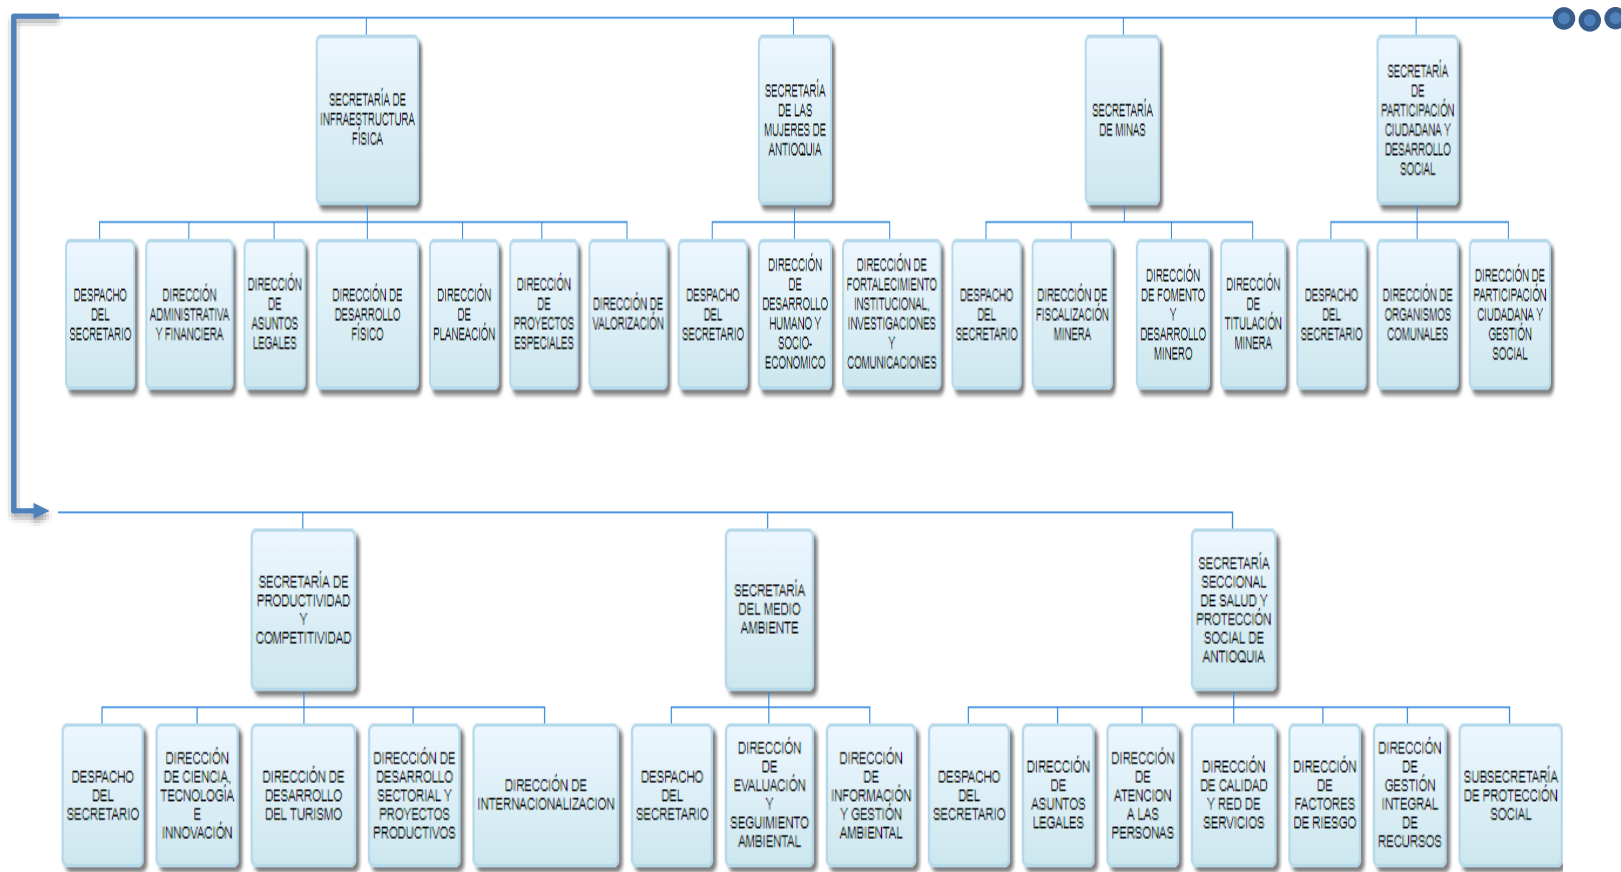 SECRETARÍA DE
INFRAESTRUCTURA
FÍSICA
SECRETARÍA
DE LAS
MUJERES DE
ANTIOQUIA
SECRETARÍA
DE MINAS
SECRETARÍA
DE
PARTICIPACIÓN
CIUDADANA Y
DESARROLLO
SOCIAL
DESPACHO
DEL
SECRETARIO
DIRECCIÓN
ADMINISTRATIVA
Y FINANCIERA
DIRECCIÓN
DE
ASUNTOS
LEGALES
DIRECCIÓN DE
DESARROLLO
FÍSICO
DIRECCIÓN
DE
PLANEACIÓN
DIRECCIÓN
DE
PROYECTOS
ESPECIALES
DIRECCIÓN DE
VALORIZACIÓN
DESPACHO
DEL
SECRETARIO
DIRECCIÓN
DE
DESARROLLO
HUMANO Y
SOCIO-
ECONOMICO
DIRECCIÓN DE
FORTALECIMIENTO
INSTITUCIONAL,
INVESTIGACIONES
Y
COMUNICACIONES
DESPACHO
DEL
SECRETARIO
DIRECCIÓN DE
FISCALIZACIÓN
MINERA
DIRECCIÓN
DE FOMENTO
Y
DESARROLLO
MINERO
DIRECCIÓN
DE
TITULACIÓN
MINERA
DESPACHO
DEL
SECRETARIO
DIRECCIÓN DE
ORGANISMOS
COMUNALES
DIRECCIÓN DE
PARTICIPACIÓN
CIUDADANA Y
GESTIÓN
SOCIAL
SECRETARÍA DE
PRODUCTIVIDAD
Y
COMPETITIVIDAD
SECRETARÍA
DEL MEDIO
AMBIENTE
SECRETARÍA
SECCIONAL
DE SALUD Y
PROTECCIÓN
SOCIAL DE
ANTIOQUIA
DESPACHO
DEL
SECRETARIO
DIRECCIÓN
DE CIENCIA,
TECNOLOGÍA
E
INNOVACIÓN
DIRECCIÓN DE
DESARROLLO
DEL TURISMO
DIRECCIÓN DE
DESARROLLO
SECTORIAL Y
PROYECTOS
PRODUCTIVOS
DIRECCIÓN DE
INTERNACIONALIZACION
DESPACHO
DEL
SECRETARIO
DIRECCIÓN
DE
EVALUACIÓN
Y
SEGUIMIENTO
AMBIENTAL
DIRECCIÓN
DE
INFORMACIÓN
Y GESTIÓN
AMBIENTAL
DESPACHO
DEL
SECRETARIO
DIRECCIÓN
DE
ASUNTOS
LEGALES
DIRECCIÓN
DE
ATENCION
A LAS
PERSONAS
DIRECCIÓN
DE CALIDAD
Y RED DE
SERVICIOS
DIRECCIÓN
DE
FACTORES
DE RIESGO
DIRECCIÓN
DE
GESTIÓN
INTEGRAL
DE
RECURSOS
SUBSECRETARÍA
DE PROTECCIÓN
SOCIAL